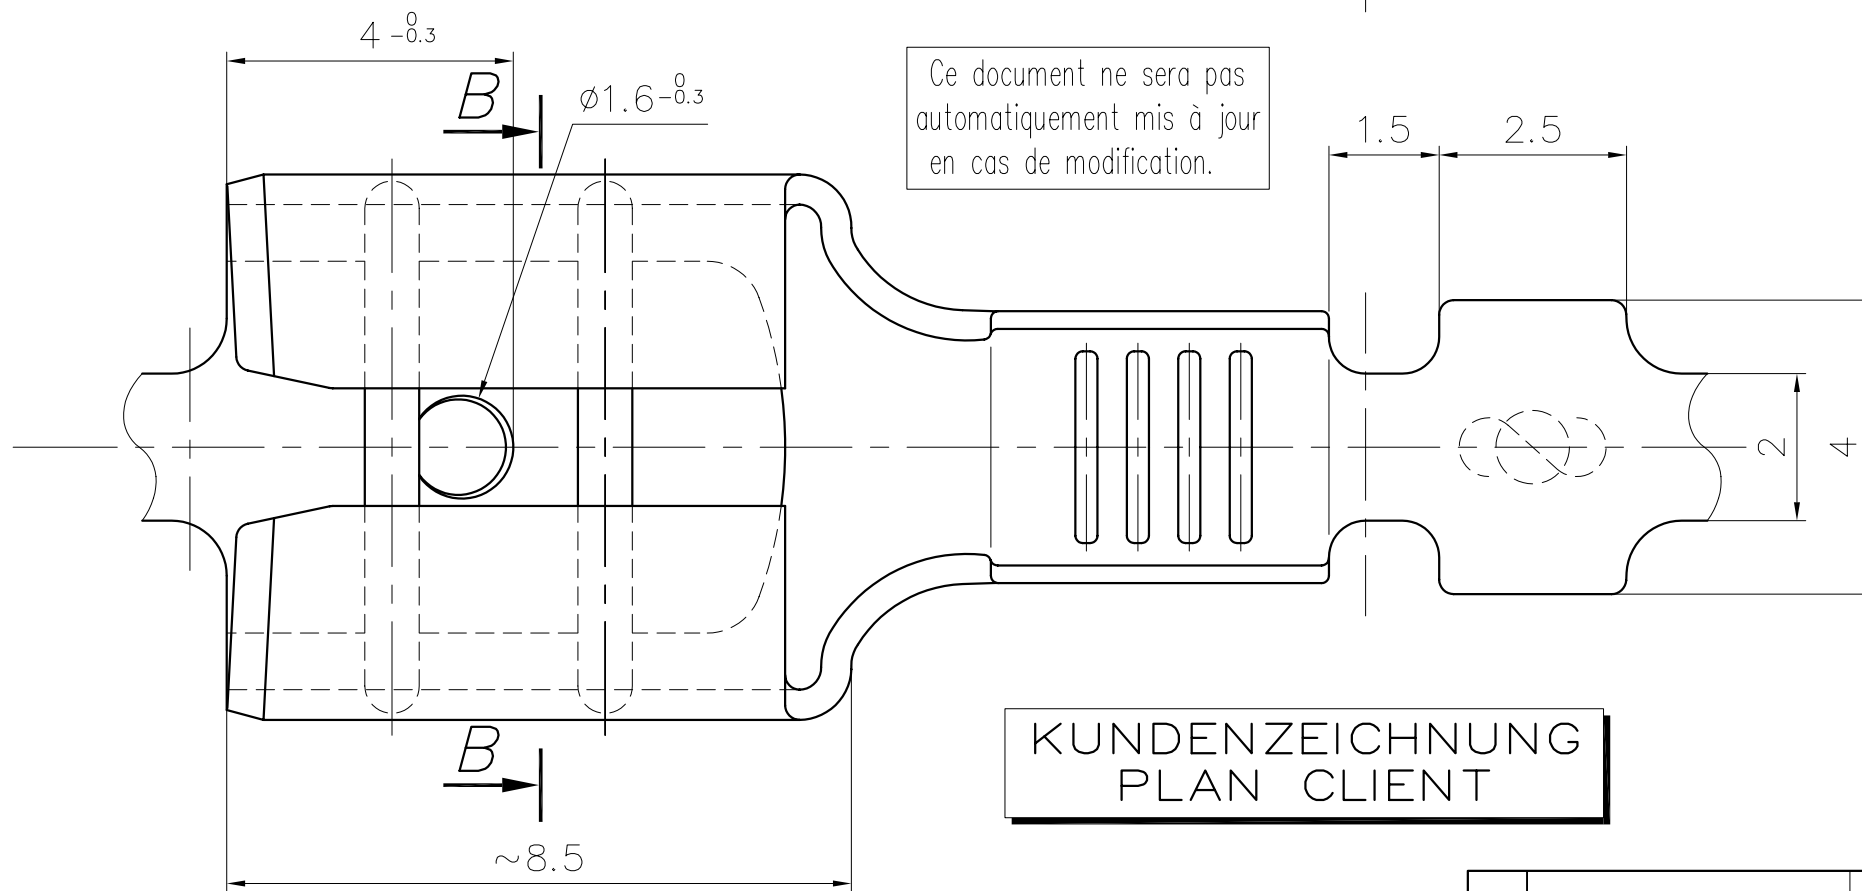 4 -0.3 0
B
ø1.6 -0.3 0
Ce document ne sera pas
automatiquement mis à jour
en cas de modification.
1.5
2.5
2
4
B
KUNDENZEICHNUNG
PLAN CLIENT
~8.5